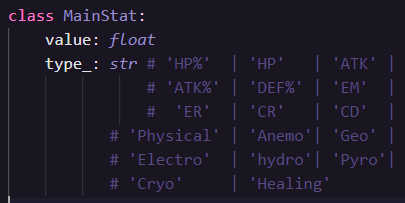 class MainStat:
    value: float
    type_: str # 'HP%'  | 'HP'   | 'ATK' |
               # 'ATK%' | 'DEF%' | 'EM'  |
               #  'ER'  | 'CR'   | 'CD'  |
           # 'Physical' | 'Anemo'| 'Geo' |
           # 'Electro'  | 'hydro'| 'Pyro'|
           # 'Cryo'     | 'Healing'